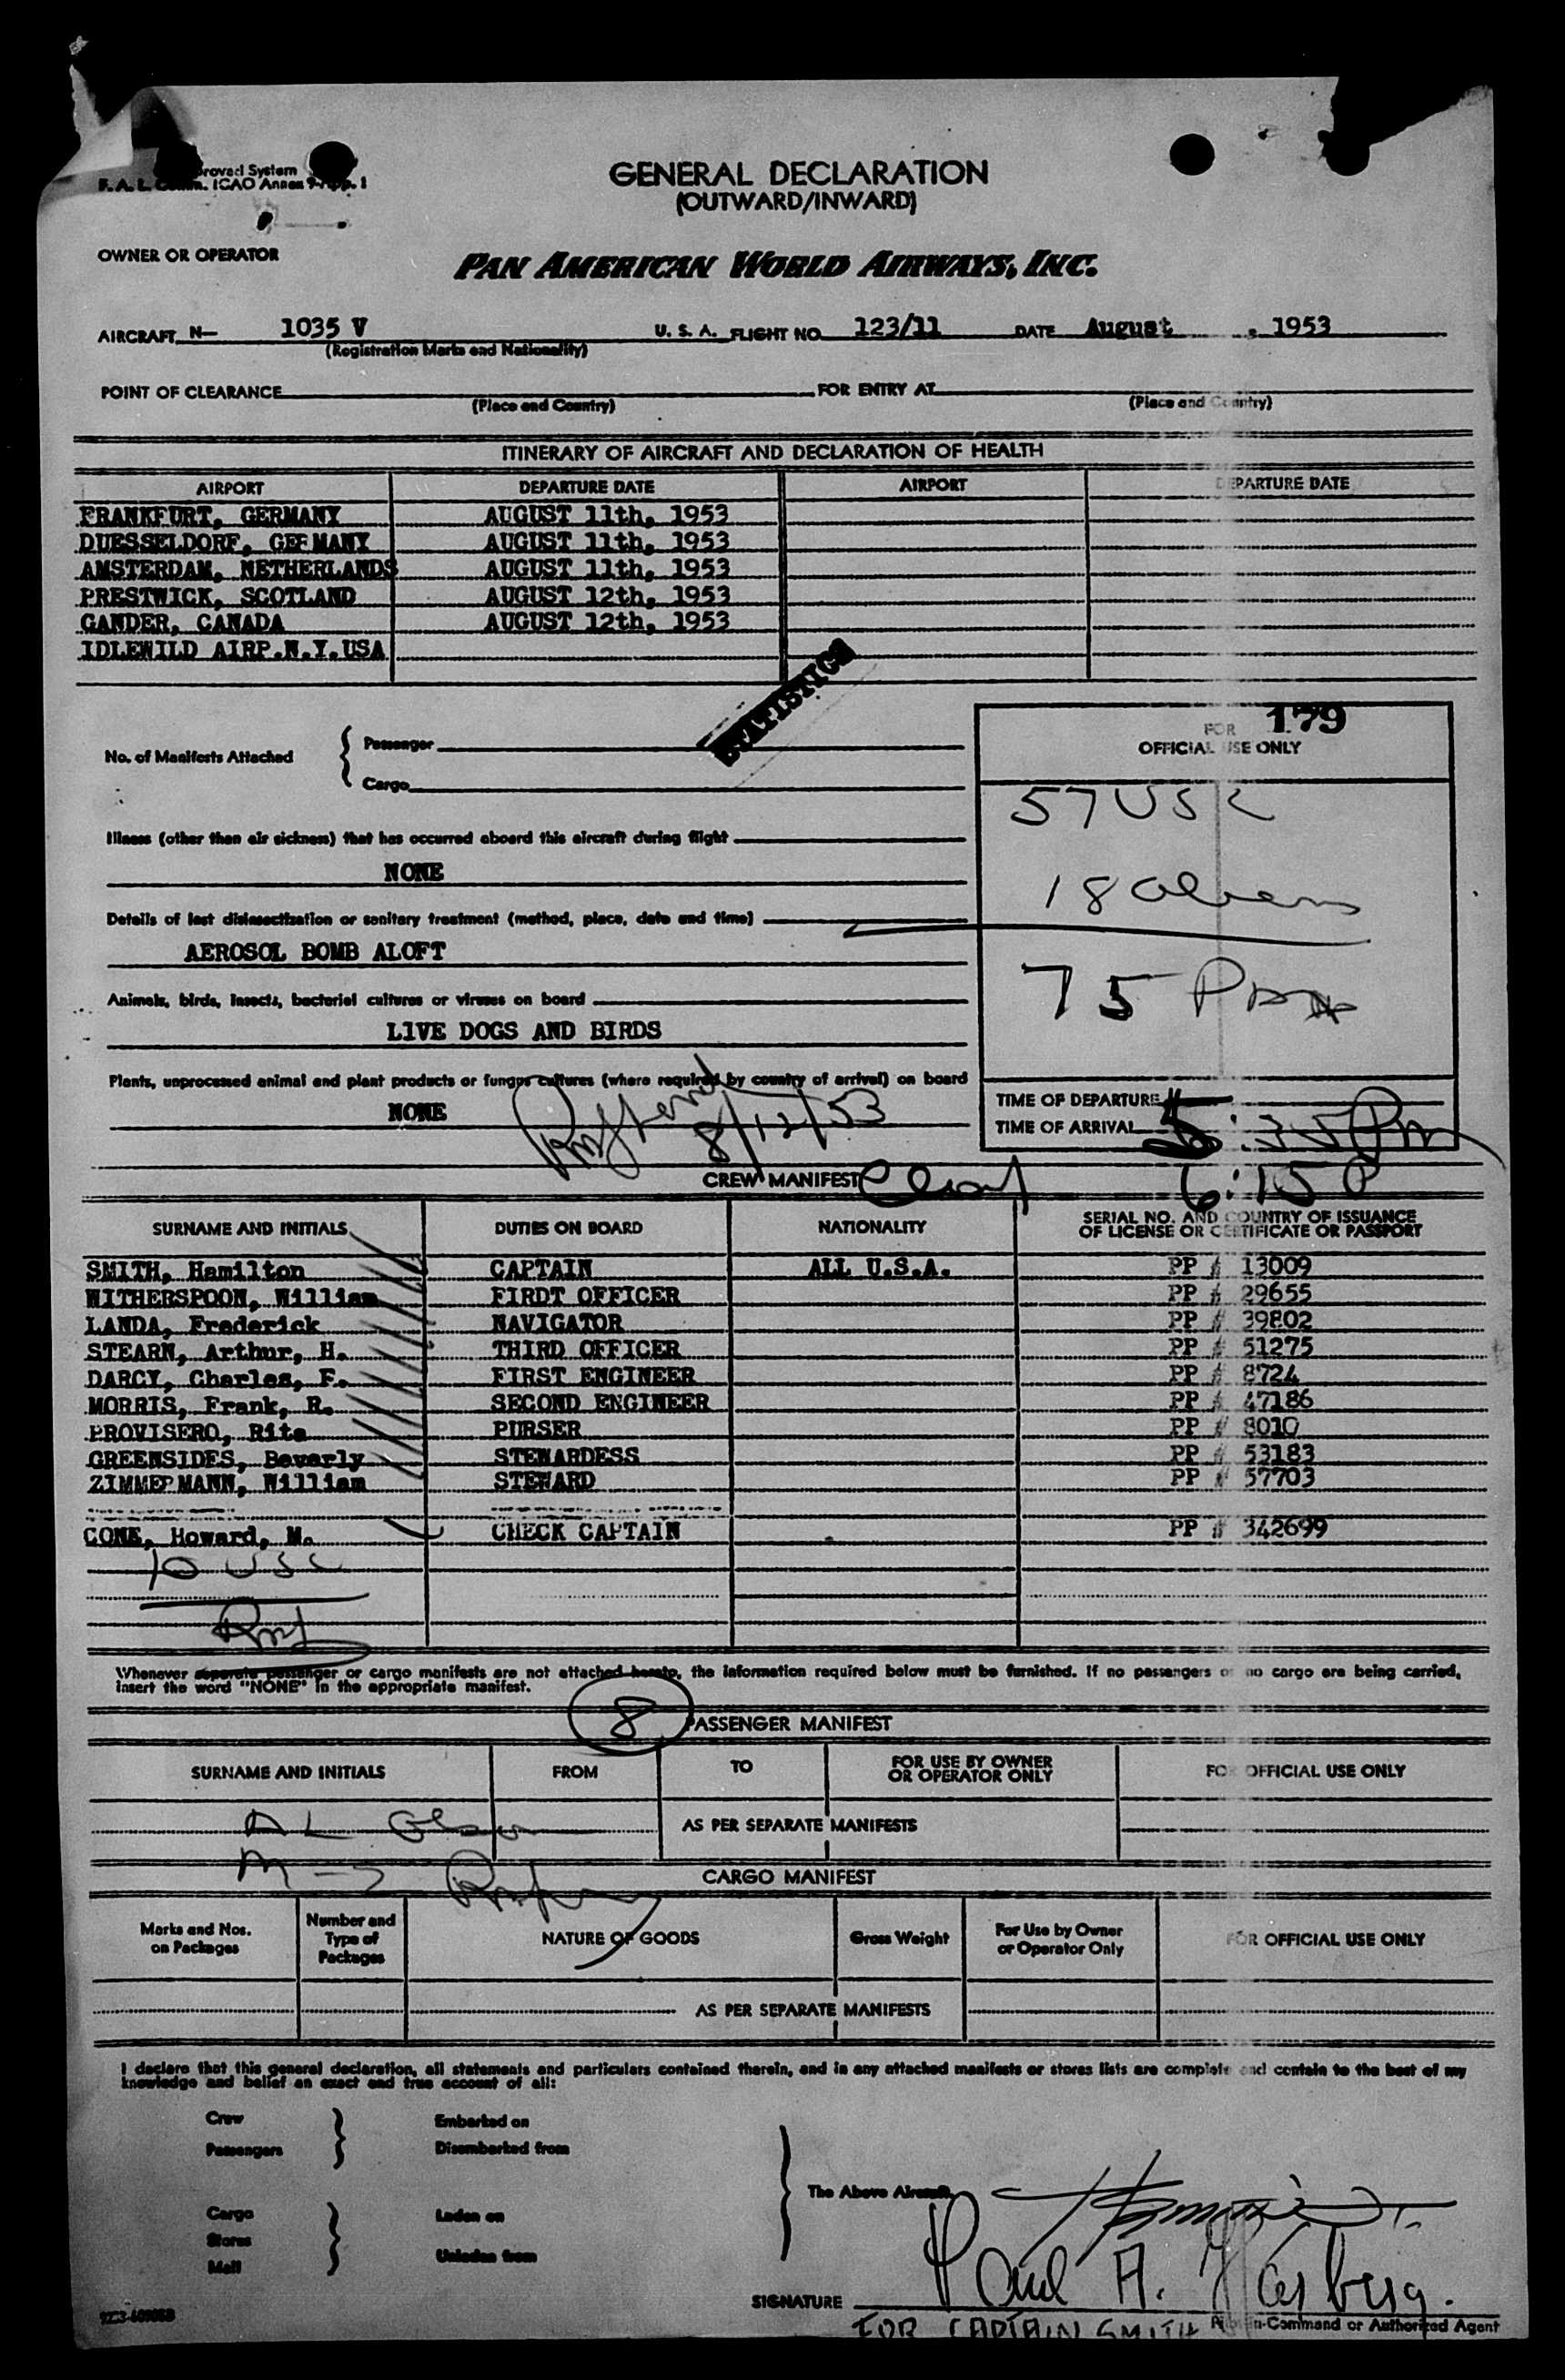 proved System
F. A. L. Comm. ICAO Annex 9-App. 1
GENERAL DECLARATION
(OUTWARD/INWARD)
OWNER OR OPERATOR
PAN AMERICAN WORLD AIRWAYS, INC.
AIRCRAFT N— 1035 V U. S. A. FLIGHT NO. 123/11 DATE August , 1953
(Registration Marks and Nationality)
POINT OF CLEARANCE FOR ENTRY AT
(Place and Country) (Place and Country)
ITINERARY OF AIRCRAFT AND DECLARATION OF HEALTH
AIRPORT DEPARTURE DATE AIRPORT DEPARTURE DATE
FRANKFURT, GERMANY AUGUST 11th, 1953
DUESSELDORF, GERMANY AUGUST 11th, 1953
AMSTERDAM, NETHERLANDS AUGUST 11th, 1953
PRESTWICK, SCOTLAND AUGUST 12th, 1953
GANDER, CANADA AUGUST 12th, 1953
IDLEWILD AIRP.N.Y.USA
STATISTICS
No. of Manifests Attached { Passenger
Cargo
FOR 179
OFFICIAL USE ONLY
57 USC
18 Aliens
75 Pax
Illness (other than air sickness) that has occurred aboard this aircraft during flight
NONE
Details of last disinsectization or sanitary treatment (method, place, date and time)
AEROSOL BOMB ALOFT
Animals, birds, insects, bacterial cultures or viruses on board
LIVE DOGS AND BIRDS
Plants, unprocessed animal and plant products or fungus cultures (where required by country of arrival) on board
NONE 8/12/53
TIME OF DEPARTURE
TIME OF ARRIVAL 5:35 Pm
6:15 P
CREW MANIFEST
SURNAME AND INITIALS DUTIES ON BOARD NATIONALITY SERIAL NO. AND COUNTRY OF ISSUANCE
OF LICENSE OR CERTIFICATE OR PASSPORT
SMITH, Hamilton CAPTAIN ALL U.S.A. PP # 13009
WITHERSPOON, William FIRDT OFFICER PP # 29655
LANDA, Frederick NAVIGATOR PP # 39802
STEARN, Arthur, H. THIRD OFFICER PP # 51275
DARCY, Charles, F. FIRST ENGINEER PP # 8724
MORRIS, Frank, R. SECOND ENGINEER PP # 47186
PROVISERO, Rita PURSER PP # 8010
GREENSIDES, Beverly STEWARDESS PP # 53183
ZIMMERMANN, William STEWARD PP # 57703
CONE, Howard, M. CHECK CAPTAIN PP # 342699
10 USC
Whenever separate passenger or cargo manifests are not attached hereto, the information required below must be furnished. If no passengers or no cargo are being carried,
insert the word "NONE" in the appropriate manifest.
8 PASSENGER MANIFEST
SURNAME AND INITIALS FROM TO FOR USE BY OWNER
OR OPERATOR ONLY FOR OFFICIAL USE ONLY
A L Olson AS PER SEPARATE MANIFESTS
CARGO MANIFEST
Marks and Nos.
on Packages Number and
Type of
Packages NATURE OF GOODS Gross Weight For Use by Owner
or Operator Only FOR OFFICIAL USE ONLY
AS PER SEPARATE MANIFESTS
I declare that this general declaration, all statements and particulars contained therein, and in any attached manifests or stores lists are complete and contain to the best of my
knowledge and belief an exact and true account of all:
Crew Embarked on
Passengers Disembarked from
The Above Aircraft
Cargo Laden on
Stores
Mail Unladen from
SIGNATURE Paul A.
FOR CAPTAIN SMITH Pilot-in-Command or Authorized Agent